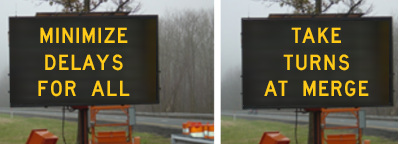 MINIMIZE
DELAYS
FOR ALL
TAKE
TURNS
AT MERGE